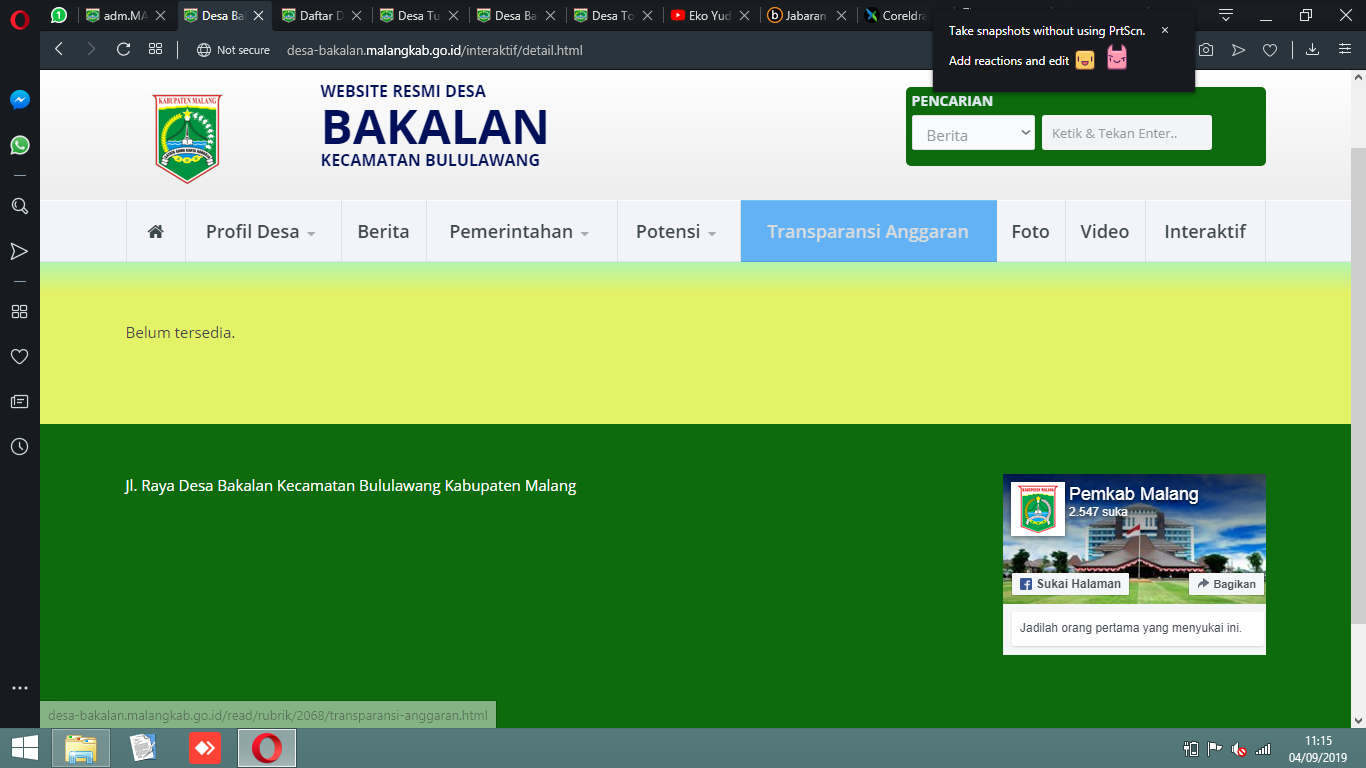 adm.MA
Desa Bal
Daftar D
Desa Tu
Desa Ba
Desa To
Eko Yud
Jabaran
Coreldra
Take snapshots without using PrtScn.
Add reactions and edit
Not secure
desa-bakalan.malangkab.go.id/interaktif/detail.html
KABUPATEN MALANG
WEBSITE RESMI DESA
BAKALAN
KECAMATAN BULULAWANG
PENCARIAN
Berita
Ketik & Tekan Enter..
Profil Desa
Berita
Pemerintahan
Potensi
Transparansi Anggaran
Foto
Video
Interaktif
Belum tersedia.
Jl. Raya Desa Bakalan Kecamatan Bululawang Kabupaten Malang
Pemkab Malang
2.547 suka
Sukai Halaman
Bagikan
Jadilah orang pertama yang menyukai ini.
desa-bakalan.malangkab.go.id/read/rubrik/2068/transparansi-anggaran.html
11:15
04/09/2019